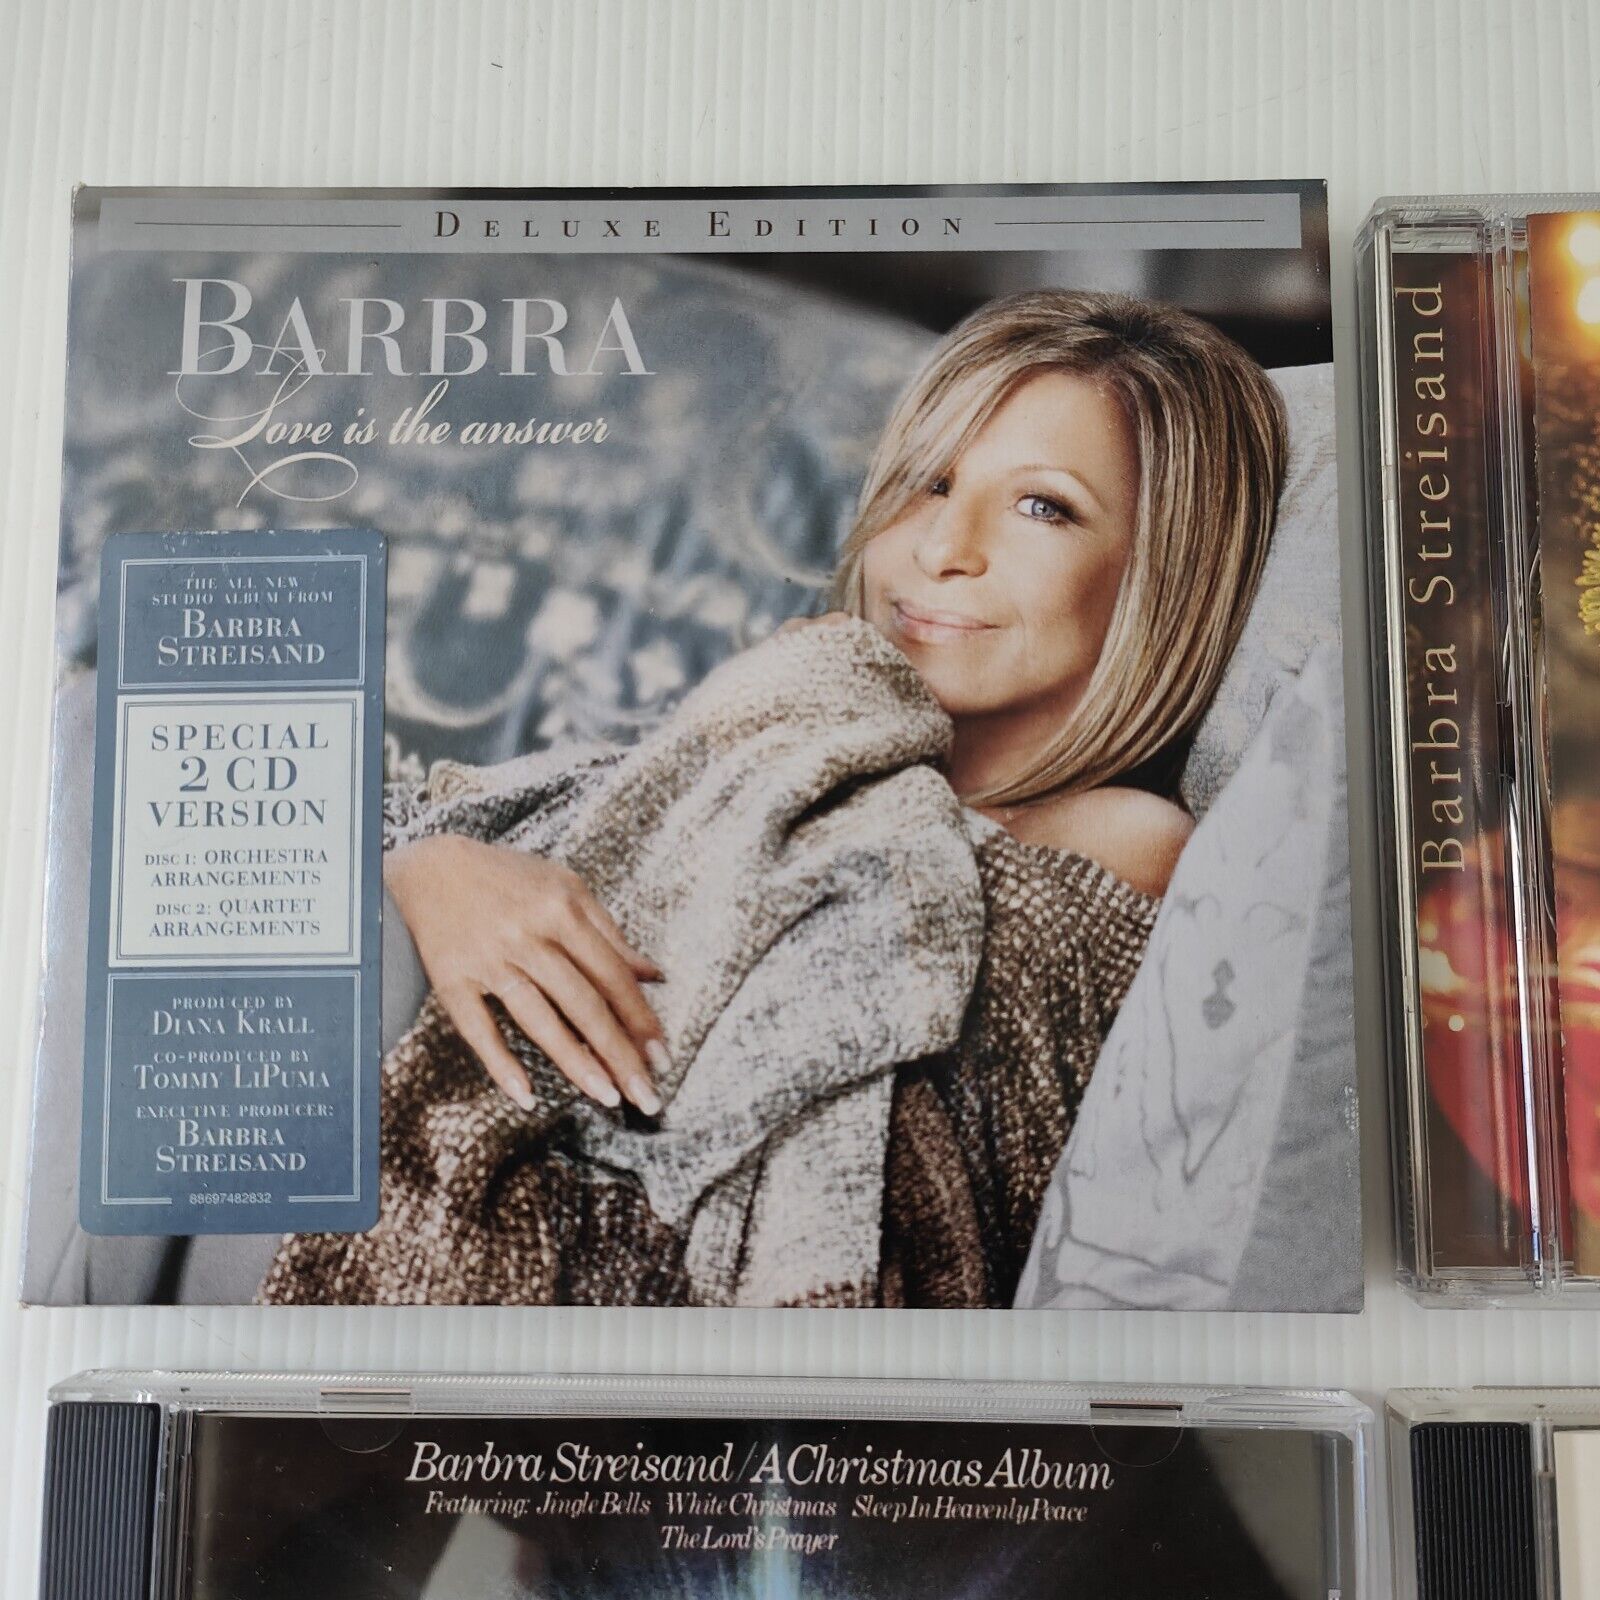 DELUXE EDITION
BARBRA
Love is the answer
THE ALL NEW
STUDIO ALBUM FROM
BARBRA
STREISAND
SPECIAL
2 CD
VERSION
DISC 1: ORCHESTRA
ARRANGEMENTS
DISC 2: QUARTET
ARRANGEMENTS
PRODUCED BY
DIANA KRALL
CO-PRODUCED BY
TOMMY LIPUMA
EXECUTIVE PRODUCER:
BARBRA
STREISAND
88697482832
Barbra Streisand
Barbra Streisand/A Christmas Album
Featuring: Jingle Bells White Christmas Sleep In Heavenly Peace
The Lord's Prayer